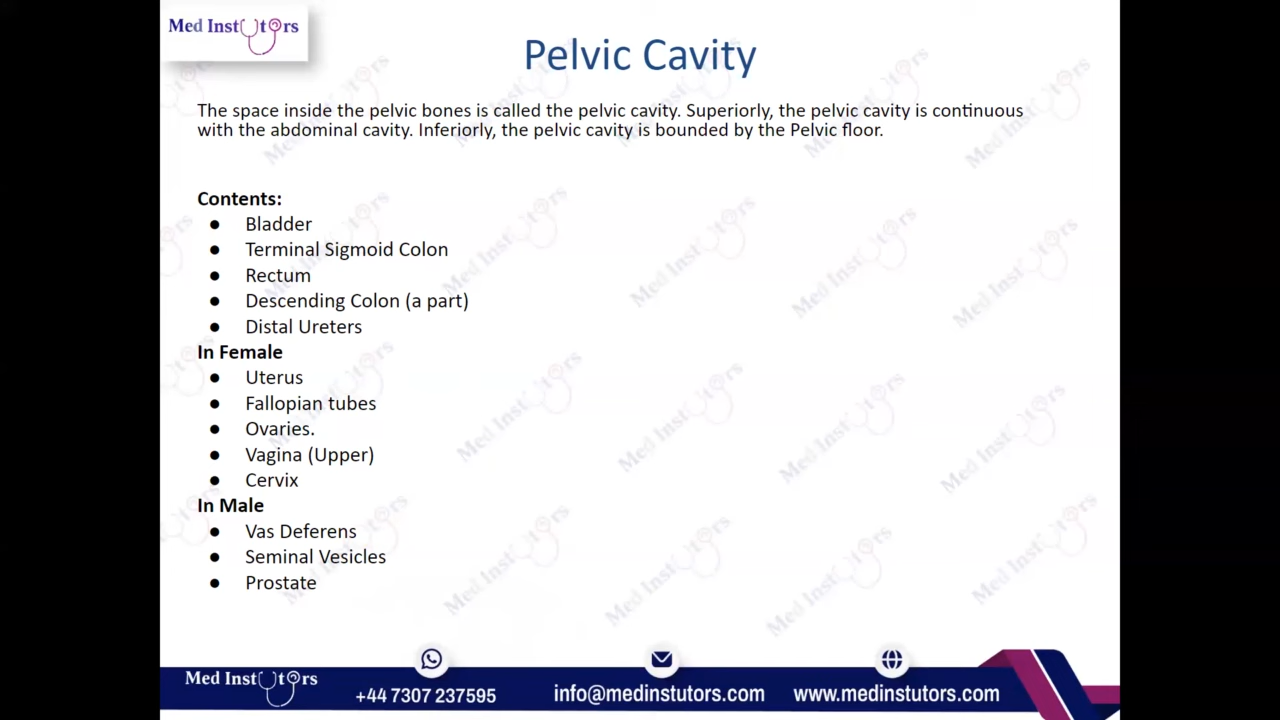 Med Instutors
Pelvic Cavity
The space inside the pelvic bones is called the pelvic cavity. Superiorly, the pelvic cavity is continuous
with the abdominal cavity. Inferiorly, the pelvic cavity is bounded by the Pelvic floor.
Contents:
● Bladder
● Terminal Sigmoid Colon
● Rectum
● Descending Colon (a part)
● Distal Ureters
In Female
● Uterus
● Fallopian tubes
● Ovaries.
● Vagina (Upper)
● Cervix
In Male
● Vas Deferens
● Seminal Vesicles
● Prostate
Med Instutors
+44 7307 237595
info@medinstutors.com
www.medinstutors.com